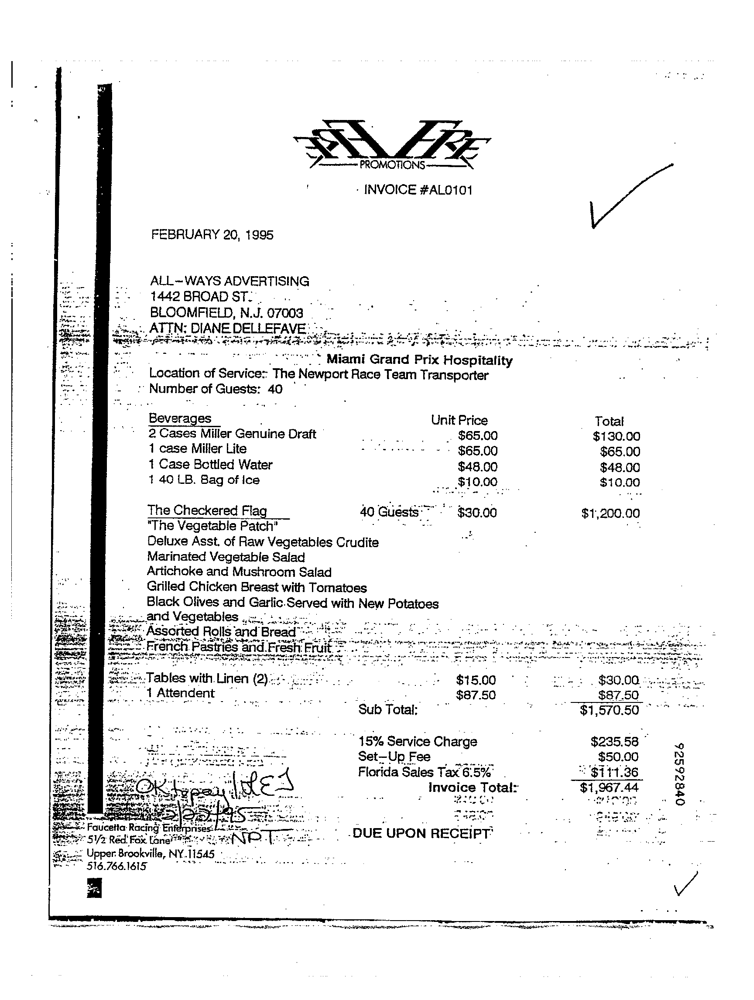 PROMOTIONS
INVOICE #AL0101
FEBRUARY 20, 1995
ALL-WAYS ADVERTISING
1442 BROAD ST.
BLOOMFIELD, N.J. 07003
ATTN: DIANE DELLEFAVE
Miami Grand Prix Hospitality
Location of Service: The Newport Race Team Transporter
Number of Guests: 40
Beverages Unit Price Total
2 Cases Miller Genuine Draft $65.00 $130.00
1 case Miller Lite $65.00 $65.00
1 Case Bottled Water $48.00 $48.00
1 40 LB. Bag of Ice $10.00 $10.00
The Checkered Flag 40 Guests $30.00 $1,200.00
"The Vegetable Patch"
Deluxe Asst. of Raw Vegetables Crudite
Marinated Vegetable Salad
Artichoke and Mushroom Salad
Grilled Chicken Breast with Tomatoes
Black Olives and Garlic Served with New Potatoes
and Vegetables
Assorted Rolls and Bread
French Pastries and Fresh Fruit
Tables with Linen (2) $15.00 $30.00
1 Attendent $87.50 $87.50
Sub Total: $1,570.50
15% Service Charge $235.58
Set-Up Fee $50.00
Florida Sales Tax 6.5% $111.36
Invoice Total: $1,967.44
92592840
OK to pay
NPT
DUE UPON RECEIPT
Faucetta Racing Enterprises
5 1/2 Red Fox Lane
Upper Brookville, NY 11545
516.766.1615